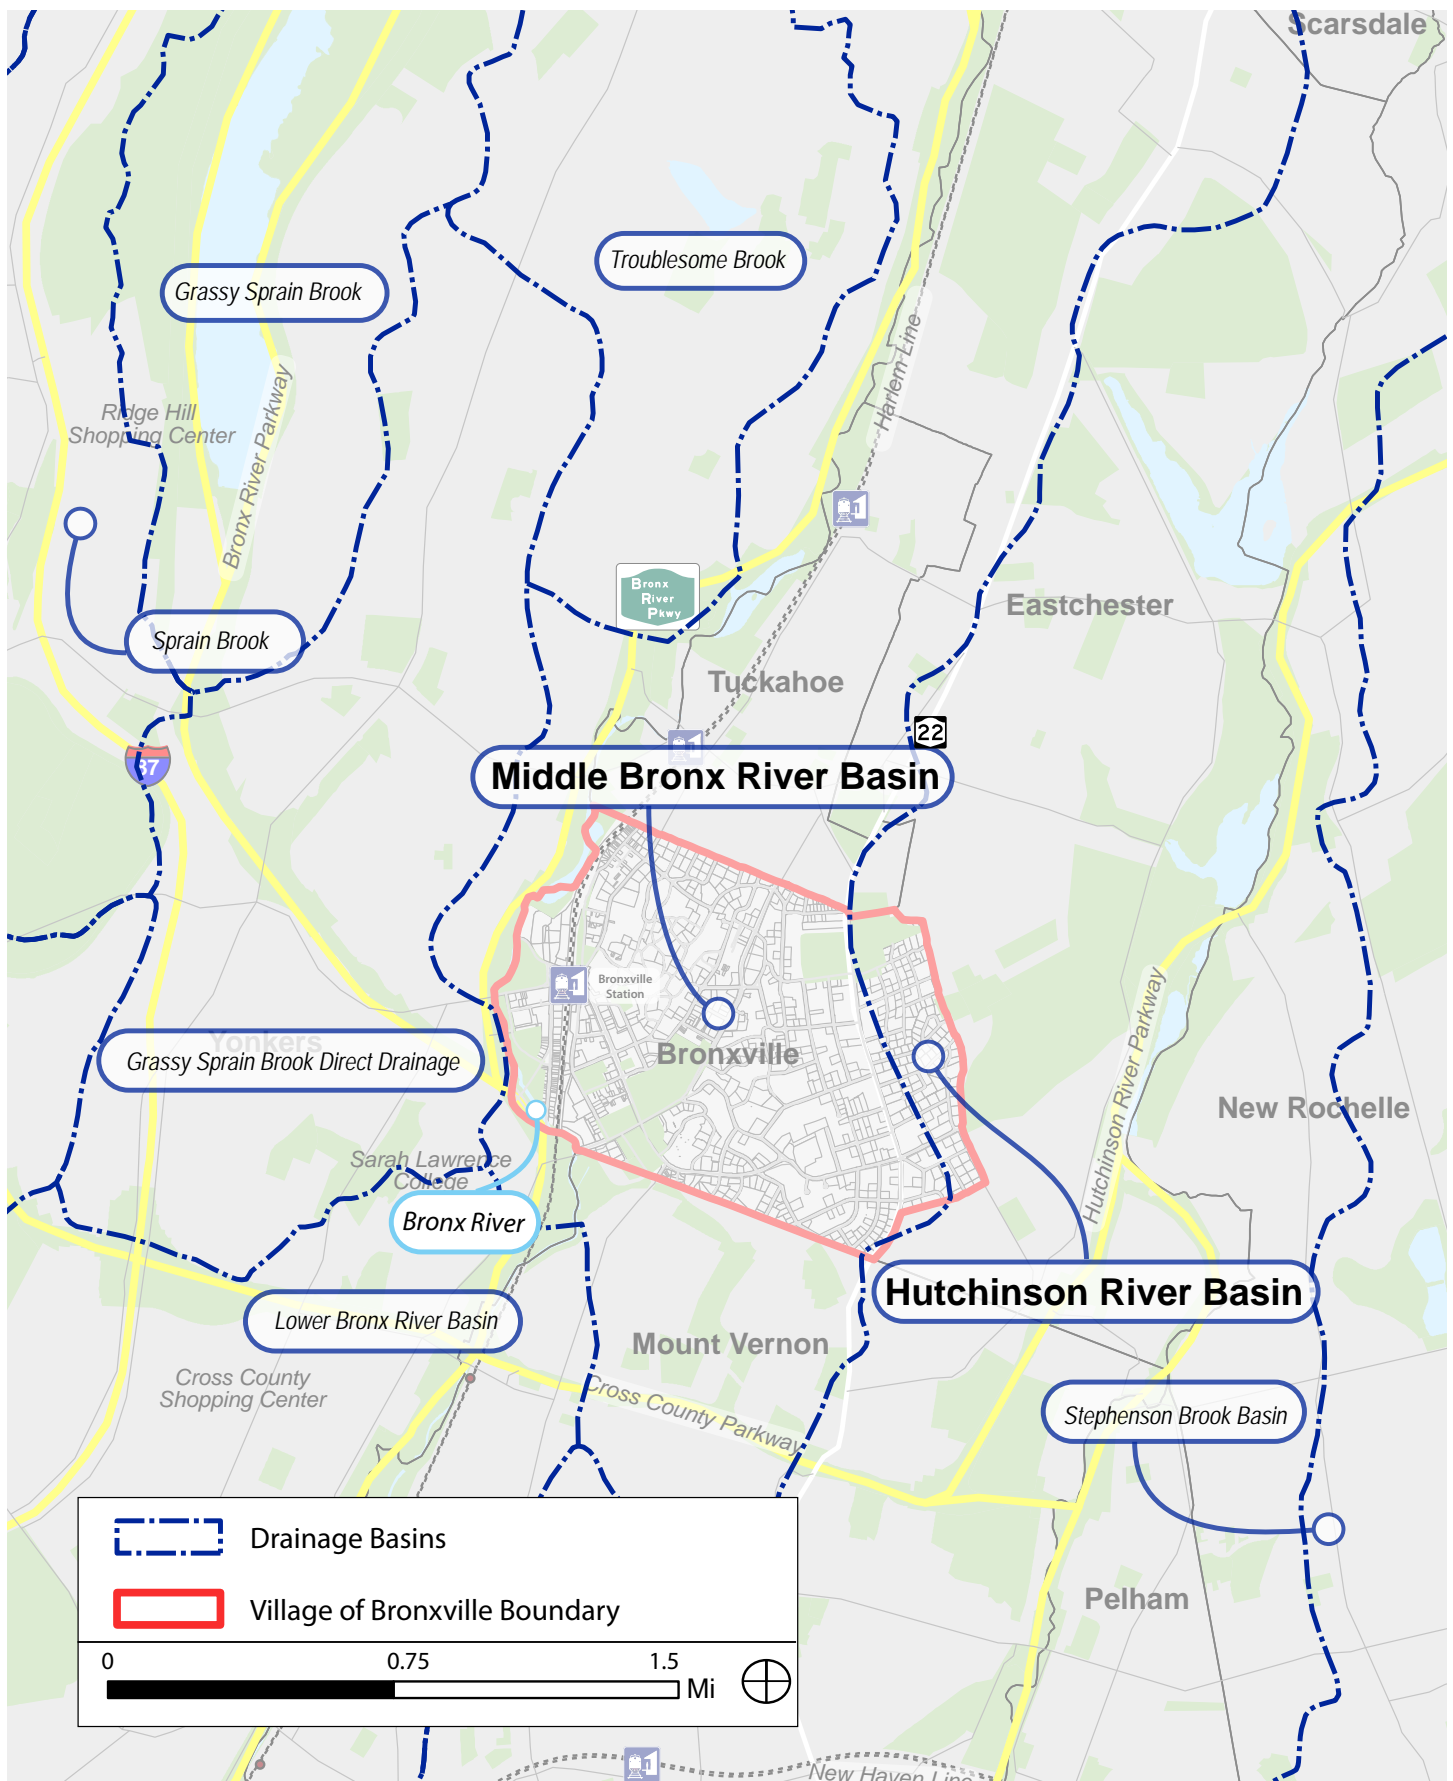 Scarsdale
Troublesome Brook
Grassy Sprain Brook
Harlem Line
Ridge Hill
Shopping Center
Bronx River Parkway
Bronx
River
Pkwy
Eastchester
Sprain Brook
Tuckahoe
22
87
Middle Bronx River Basin
Bronxville
Station
Yonkers
Grassy Sprain Brook Direct Drainage
Bronxville
Hutchinson River Parkway
New Rochelle
Sarah Lawrence
College
Bronx River
Hutchinson River Basin
Lower Bronx River Basin
Mount Vernon
Cross County
Shopping Center
Cross County Parkway
Stephenson Brook Basin
Drainage Basins
Village of Bronxville Boundary
Pelham
0 0.75 1.5
Mi
New Haven Line